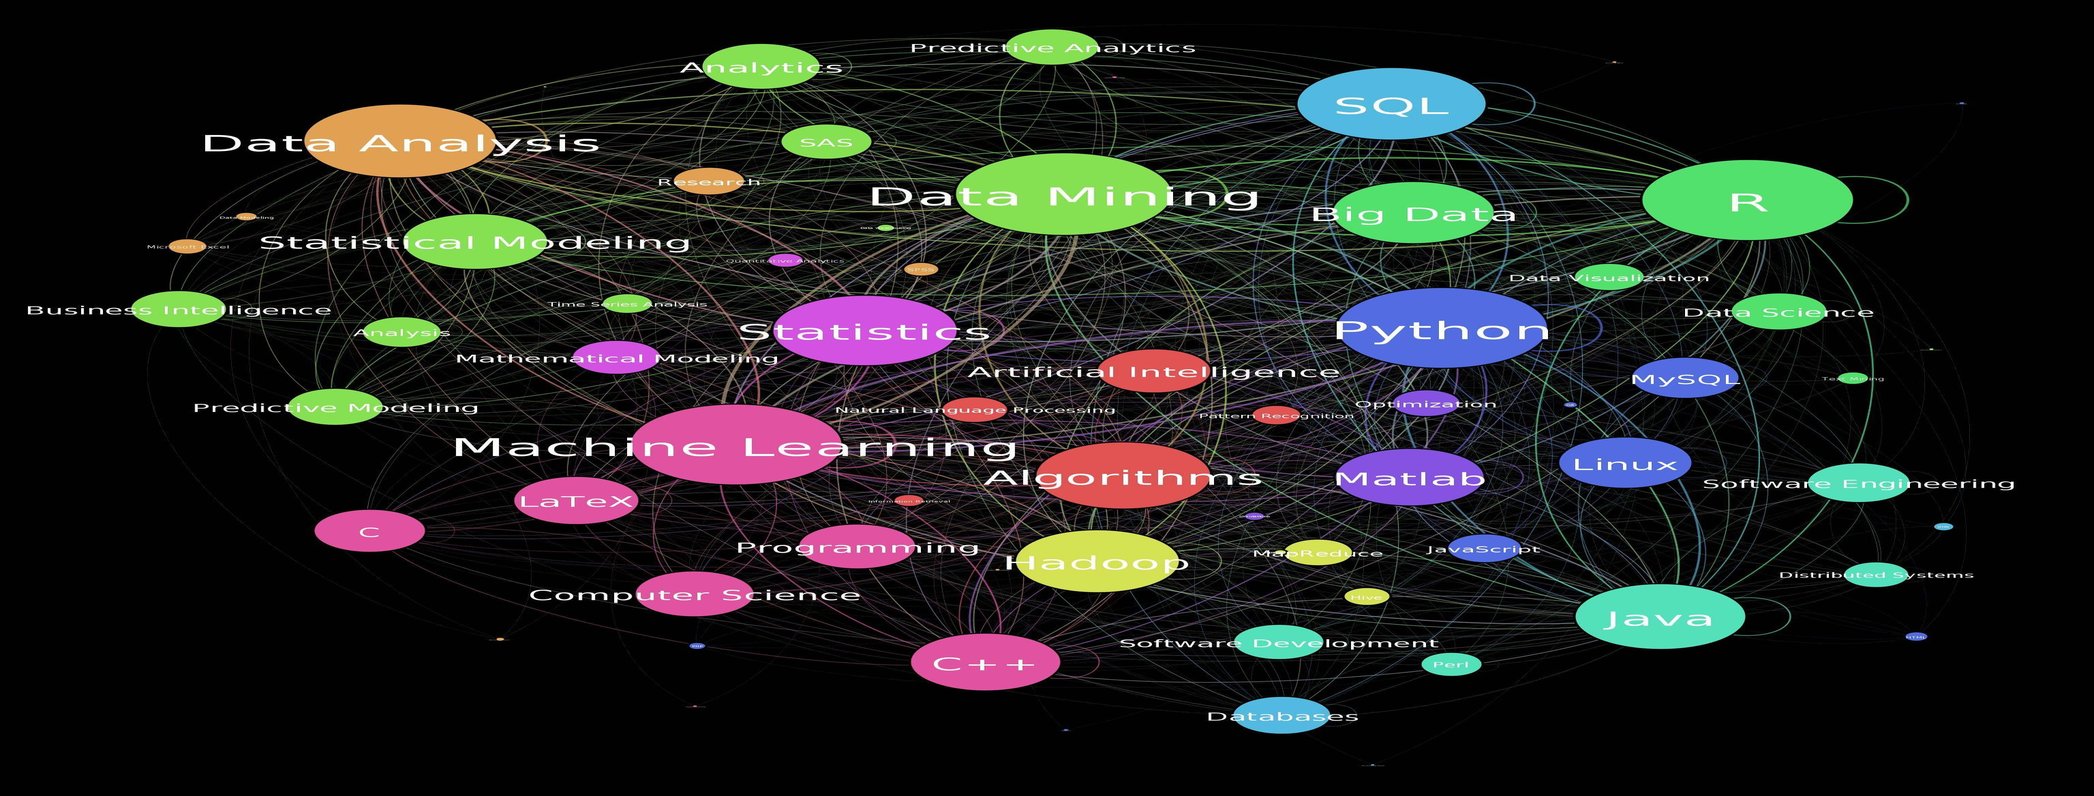 Predictive Analytics
Analytics
SQL
Data Analysis
SAS
Research
Data Mining
R
Big Data
Data Modeling
Microsoft Excel
Statistical Modeling
Quantitative Analytics
SPSS
Data Visualization
Business Intelligence
Time Series Analysis
Data Science
Analysis
Statistics
Python
Mathematical Modeling
Artificial Intelligence
MySQL
Text Mining
Predictive Modeling
Natural Language Processing
Pattern Recognition
Optimization
Machine Learning
Algorithms
Matlab
Linux
Software Engineering
LaTeX
Information Retrieval
C
Programming
Hadoop
MapReduce
JavaScript
Distributed Systems
Computer Science
Hive
Java
HTML
Software Development
C++
Perl
Databases